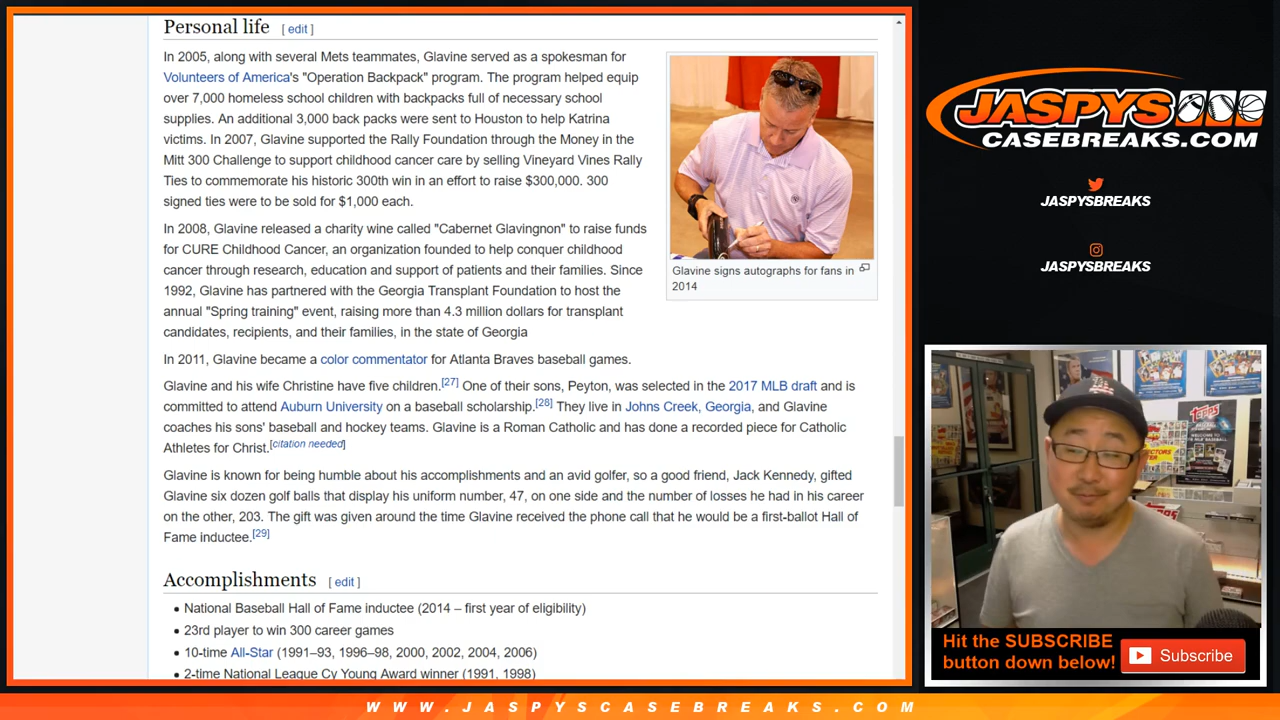 Personal life [ edit ]
In 2005, along with several Mets teammates, Glavine served as a spokesman for
Volunteers of America's "Operation Backpack" program. The program helped equip
over 7,000 homeless school children with backpacks full of necessary school
supplies. An additional 3,000 back packs were sent to Houston to help Katrina
victims. In 2007, Glavine supported the Rally Foundation through the Money in the
Mitt 300 Challenge to support childhood cancer care by selling Vineyard Vines Rally
Ties to commemorate his historic 300th win in an effort to raise $300,000. 300
signed ties were to be sold for $1,000 each.
In 2008, Glavine released a charity wine called "Cabernet Glavingnon" to raise funds
for CURE Childhood Cancer, an organization founded to help conquer childhood
cancer through research, education and support of patients and their families. Since
1992, Glavine has partnered with the Georgia Transplant Foundation to host the
annual "Spring training" event, raising more than 4.3 million dollars for transplant
candidates, recipients, and their families, in the state of Georgia
Glavine signs autographs for fans in
2014
In 2011, Glavine became a color commentator for Atlanta Braves baseball games.
Glavine and his wife Christine have five children.[27] One of their sons, Peyton, was selected in the 2017 MLB draft and is
committed to attend Auburn University on a baseball scholarship.[28] They live in Johns Creek, Georgia, and Glavine
coaches his sons' baseball and hockey teams. Glavine is a Roman Catholic and has done a recorded piece for Catholic
Athletes for Christ.[citation needed]
Glavine is known for being humble about his accomplishments and an avid golfer, so a good friend, Jack Kennedy, gifted
Glavine six dozen golf balls that display his uniform number, 47, on one side and the number of losses he had in his career
on the other, 203. The gift was given around the time Glavine received the phone call that he would be a first-ballot Hall of
Fame inductee.[29]
Accomplishments [ edit ]
• National Baseball Hall of Fame inductee (2014 – first year of eligibility)
• 23rd player to win 300 career games
• 10-time All-Star (1991–93, 1996–98, 2000, 2002, 2004, 2006)
• 2-time National League Cy Young Award winner (1991, 1998)
JASPYS
CASEBREAKS.COM
JASPYSBREAKS
JASPYSBREAKS
TOPPS
Hit the SUBSCRIBE
button down below!
Subscribe
WWW.JASPYSCASEBREAKS.COM